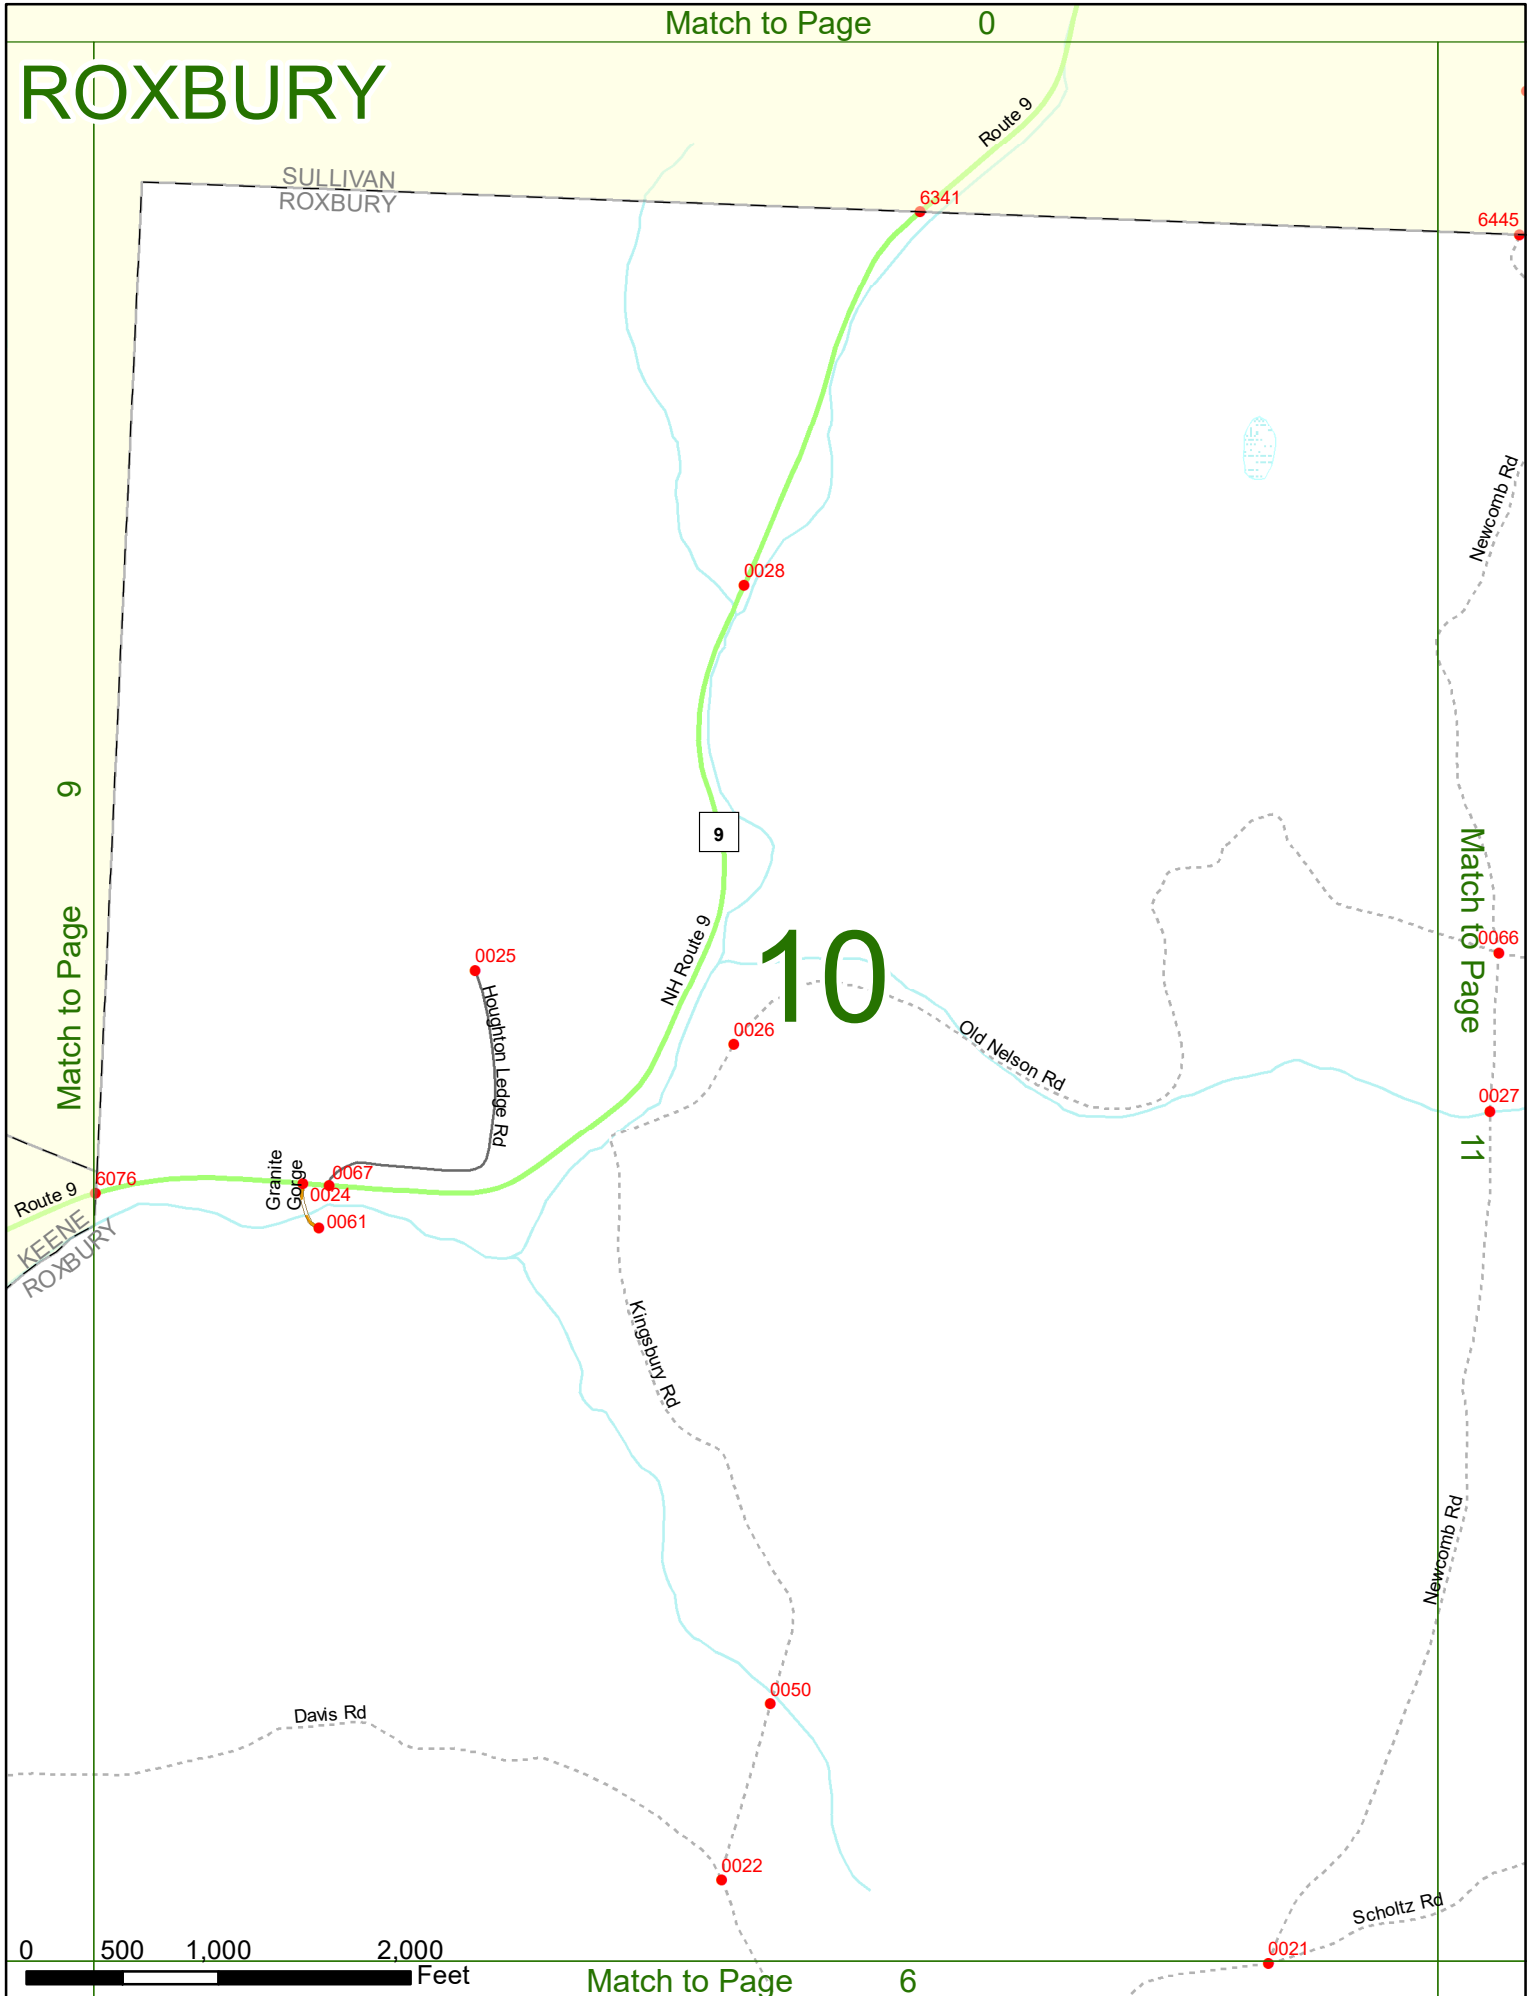 Match to Page 0
ROXBURY
Route 9
SULLIVAN
ROXBURY
6341
6445
Newcomb Rd
0028
9
Match to Page
9
NH Route 9
10
Match to Page
11
0066
0025
Houghton Ledge Rd
0026
Old Nelson Rd
0027
Granite
Gorge
0067
0024
0061
6076
Route 9
KEENE
ROXBURY
Kingsbury Rd
Newcomb Rd
0050
Davis Rd
0022
Scholtz Rd
0021
0 500 1,000 2,000
Feet
Match to Page 6